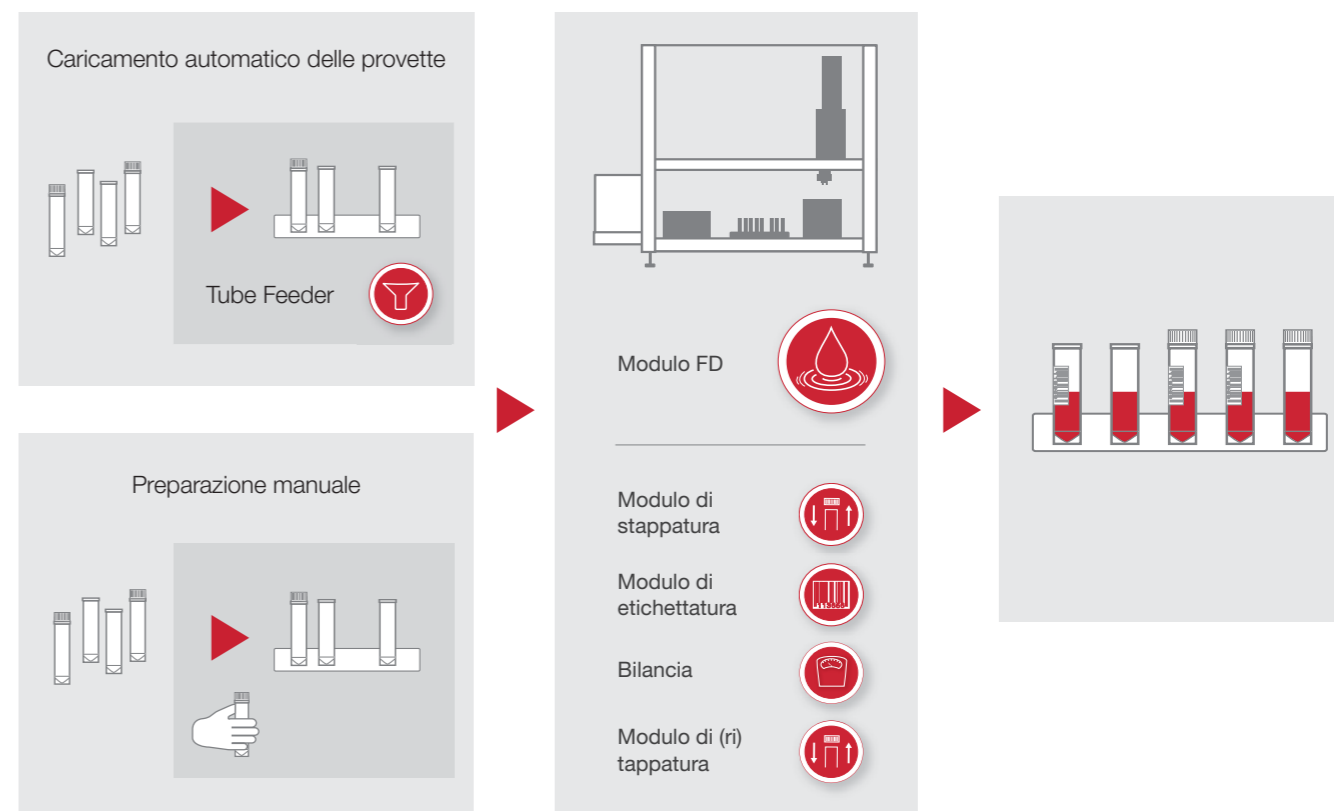 Caricamento automatico delle provette
Tube Feeder
Preparazione manuale
Modulo FD
Modulo di
stappatura
Modulo di
etichettatura
Bilancia
Modulo di (ri)
tappatura